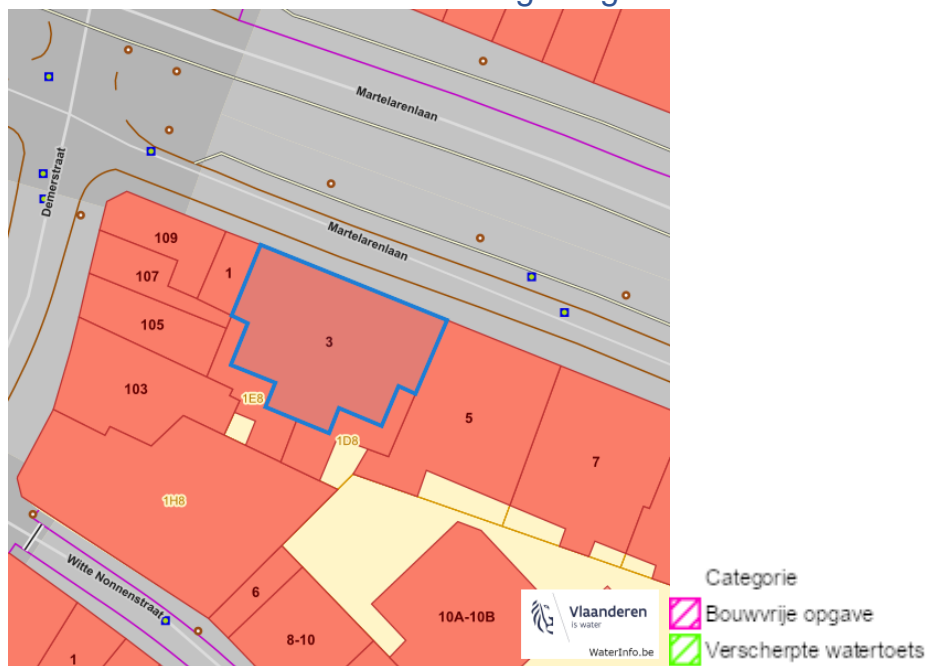 Martelarenlaan
Demerstraat
Martelarenlaan
109
1
107
105
3
103
1E8
5
1D8
7
1H8
Witte Nonnenstraat
6
8-10
10A-10B
1
Vlaanderen
is water
WaterInfo.be
Categorie
Bouwvrije opgave
Verscherpte watertoets